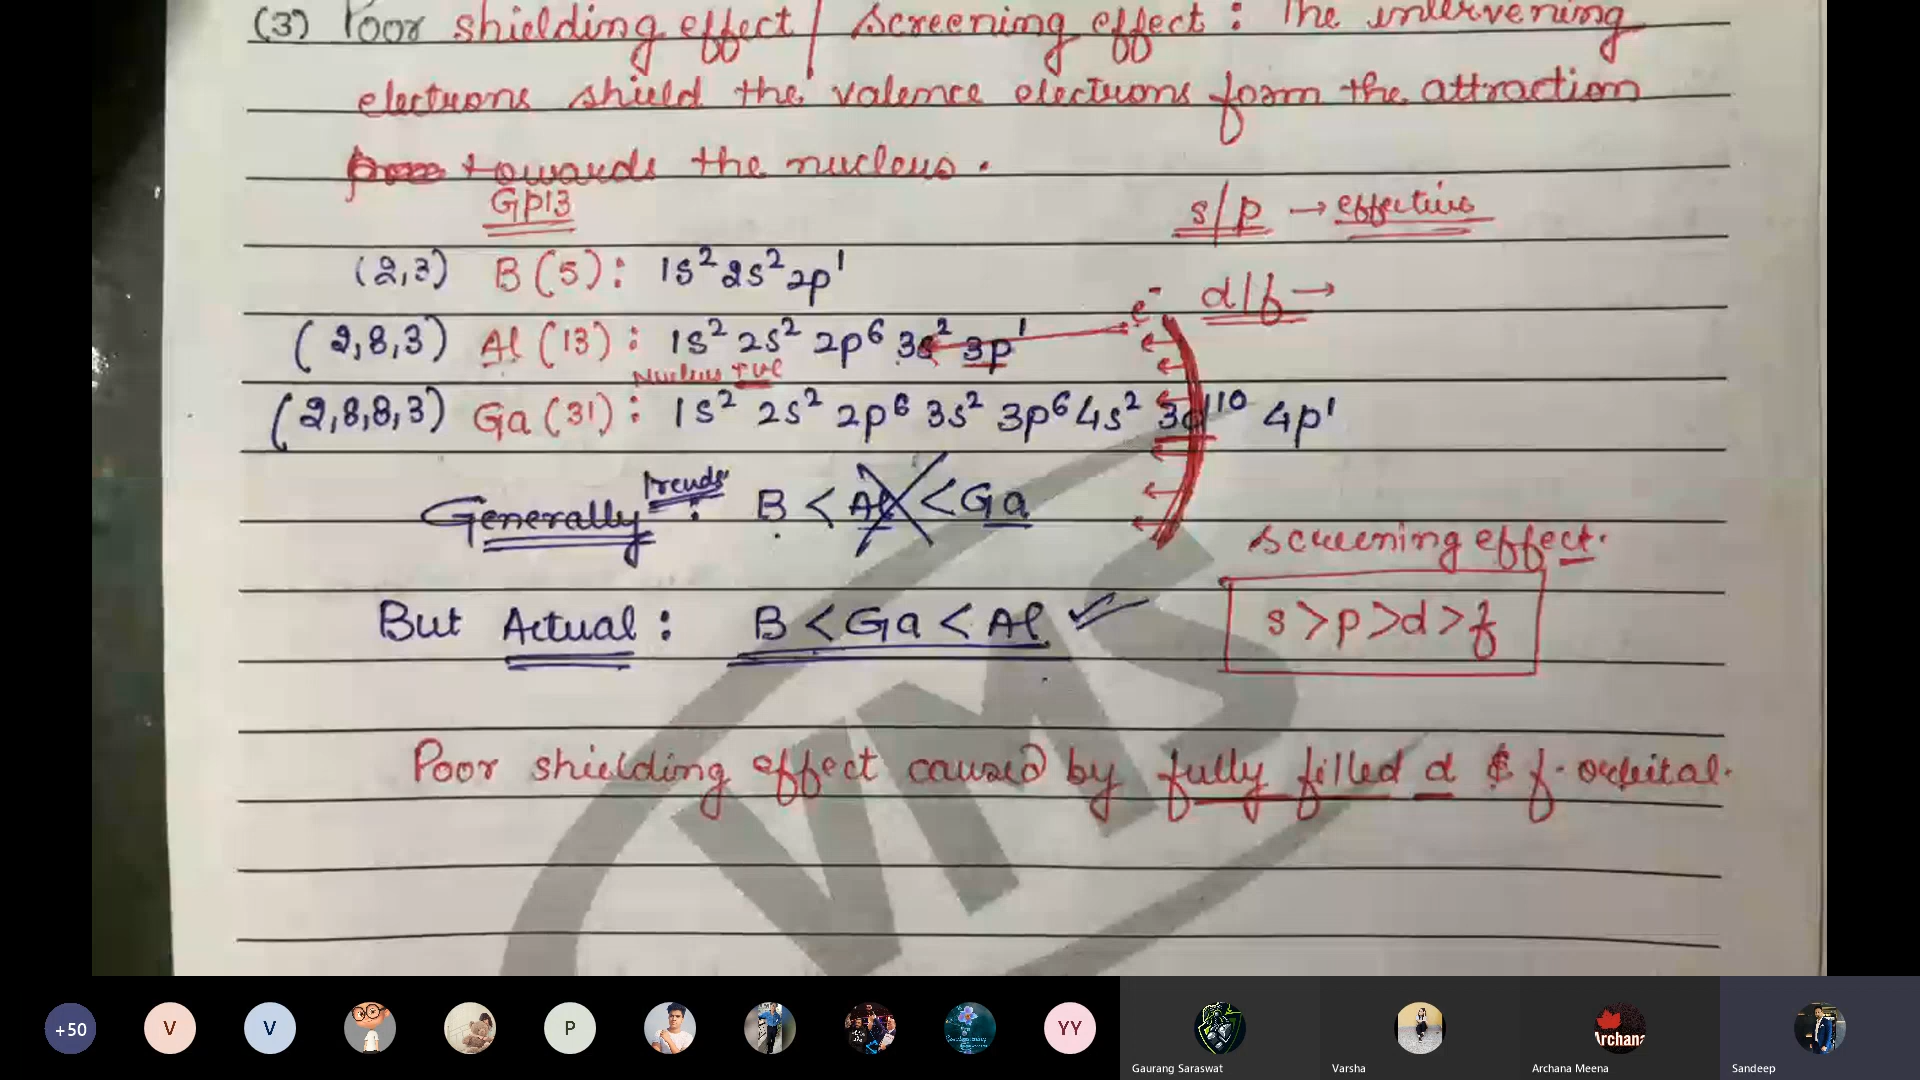 (3) Poor shielding effect / Screening effect : The intervening
electrons shield the valence electrons form the attraction
towards the nucleus.
Gp13
s/p → effective
(2,3) B(5): 1s² 2s² 2p¹
e⁻ d/f →
(2,8,3) Al (13) : 1s² 2s² 2p⁶ 3s² 3p¹
Nucleus +ve
(2,8,8,3) Ga(31) : 1s² 2s² 2p⁶ 3s² 3p⁶ 4s² 3d¹⁰ 4p¹
Generally trends : B < Al < Ga
Screening effect.
But Actual : B < Ga < Al ✓
s > p > d > f
Poor shielding effect caused by fully filled d & f-orbital.
VMS
+50 V V P YY
Gaurang Saraswat Varsha Archana Meena Sandeep
Archana